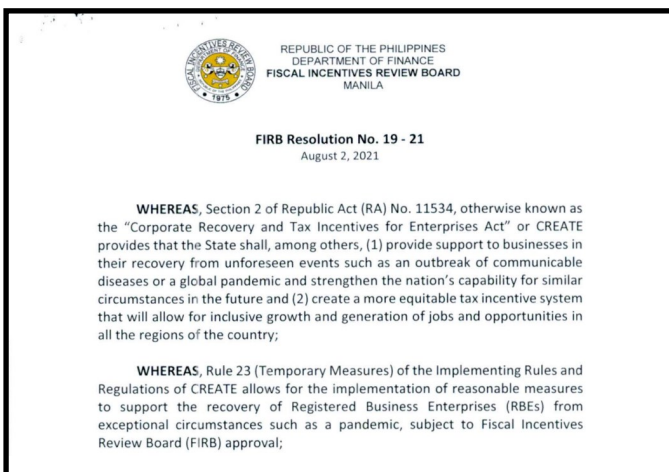 REPUBLIC OF THE PHILIPPINES
DEPARTMENT OF FINANCE
FISCAL INCENTIVES REVIEW BOARD
MANILA
FISCAL INCENTIVES REVIEW BOARD
1975
FIRB Resolution No. 19 - 21
August 2, 2021
WHEREAS, Section 2 of Republic Act (RA) No. 11534, otherwise known as
the “Corporate Recovery and Tax Incentives for Enterprises Act” or CREATE
provides that the State shall, among others, (1) provide support to businesses in
their recovery from unforeseen events such as an outbreak of communicable
diseases or a global pandemic and strengthen the nation’s capability for similar
circumstances in the future and (2) create a more equitable tax incentive system
that will allow for inclusive growth and generation of jobs and opportunities in
all the regions of the country;
WHEREAS, Rule 23 (Temporary Measures) of the Implementing Rules and
Regulations of CREATE allows for the implementation of reasonable measures
to support the recovery of Registered Business Enterprises (RBEs) from
exceptional circumstances such as a pandemic, subject to Fiscal Incentives
Review Board (FIRB) approval;